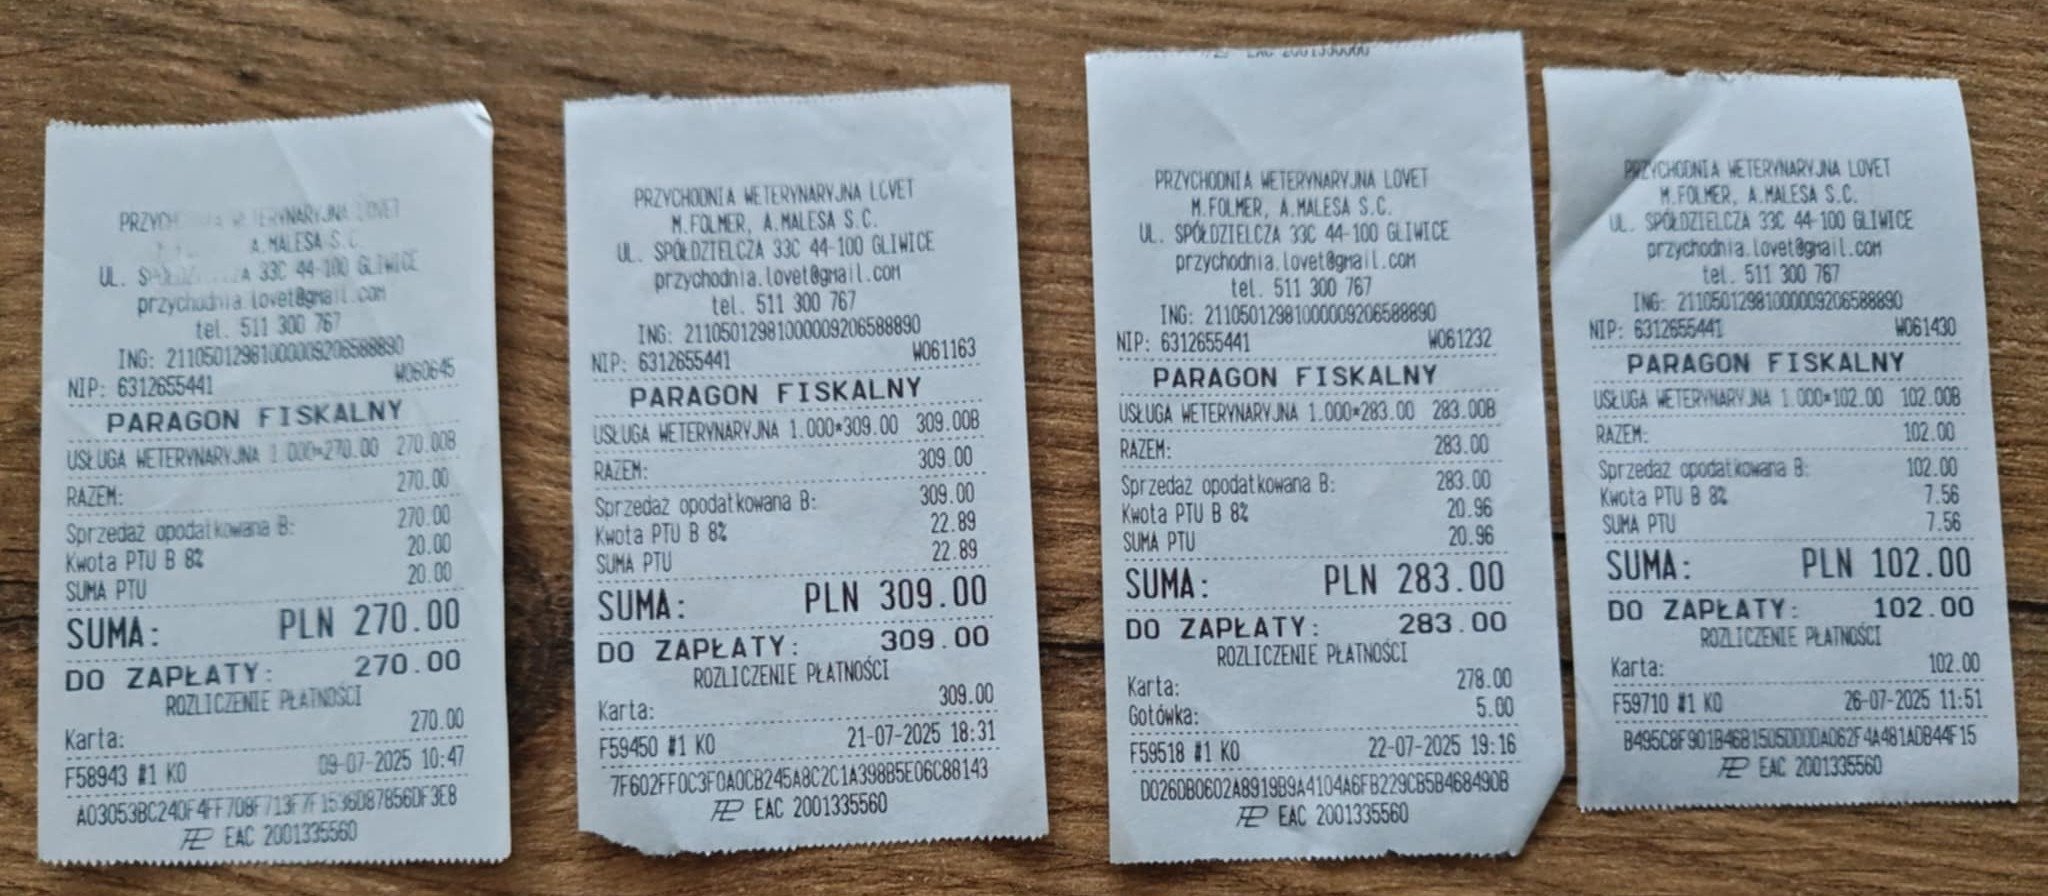 PRZYCH WETERYNARYJNA LOVET
A.MALESA S.C.
UL. 33C 44-100 GLIWICE
przychodnia.lovet@gmail.com
tel. 511 300 767
ING: 21105012981000009206588890
NIP: 6312655441 W060645
PARAGON FISKALNY
USŁUGA WETERYNARYJNA 1.000*270.00 270.00B
RAZEM: 270.00
Sprzedaż opodatkowana B: 270.00
Kwota PTU B 8% 20.00
SUMA PTU 20.00
SUMA: PLN 270.00
DO ZAPŁATY: 270.00
ROZLICZENIE PŁATNOŚCI
Karta: 270.00
F58943 #1 KO 09-07-2025 10:47
EAC 2001335560
PRZYCHODNIA WETERYNARYJNA LOVET
M.FOLMER, A.MALESA S.C.
UL. SPÓŁDZIELCZA 33C 44-100 GLIWICE
przychodnia.lovet@gmail.com
tel. 511 300 767
ING: 21105012981000009206588890
NIP: 6312655441 W061163
PARAGON FISKALNY
USŁUGA WETERYNARYJNA 1.000*309.00 309.00B
RAZEM: 309.00
Sprzedaż opodatkowana B: 309.00
Kwota PTU B 8% 22.89
SUMA PTU 22.89
SUMA: PLN 309.00
DO ZAPŁATY: 309.00
ROZLICZENIE PŁATNOŚCI
Karta: 309.00
F59450 #1 KO 21-07-2025 18:31
7F602FF0C3F0A0CB245A8C2C1A398B5E06C88143
EAC 2001335560
EAC 2001335560
PRZYCHODNIA WETERYNARYJNA LOVET
M.FOLMER, A.MALESA S.C.
UL. SPÓŁDZIELCZA 33C 44-100 GLIWICE
przychodnia.lovet@gmail.com
tel. 511 300 767
ING: 21105012981000009206588890
NIP: 6312655441 W061232
PARAGON FISKALNY
USŁUGA WETERYNARYJNA 1.000*283.00 283.00B
RAZEM: 283.00
Sprzedaż opodatkowana B: 283.00
Kwota PTU B 8% 20.96
SUMA PTU 20.96
SUMA: PLN 283.00
DO ZAPŁATY: 283.00
ROZLICZENIE PŁATNOŚCI
Karta: 278.00
Gotówka: 5.00
F59518 #1 KO 22-07-2025 19:16
D026DB0602A8919B9A4104A6FB229CB5B468490B
EAC 2001335560
PRZYCHODNIA WETERYNARYJNA LOVET
M.FOLMER, A.MALESA S.C.
UL. SPÓŁDZIELCZA 33C 44-100 GLIWICE
przychodnia.lovet@gmail.com
tel. 511 300 767
ING: 21105012981000009206588890
NIP: 6312655441 W061430
PARAGON FISKALNY
USŁUGA WETERYNARYJNA 1.000*102.00 102.00B
RAZEM: 102.00
Sprzedaż opodatkowana B: 102.00
Kwota PTU B 8% 7.56
SUMA PTU 7.56
SUMA: PLN 102.00
DO ZAPŁATY: 102.00
ROZLICZENIE PŁATNOŚCI
Karta: 102.00
F59710 #1 KO 26-07-2025 11:51
EAC 2001335560